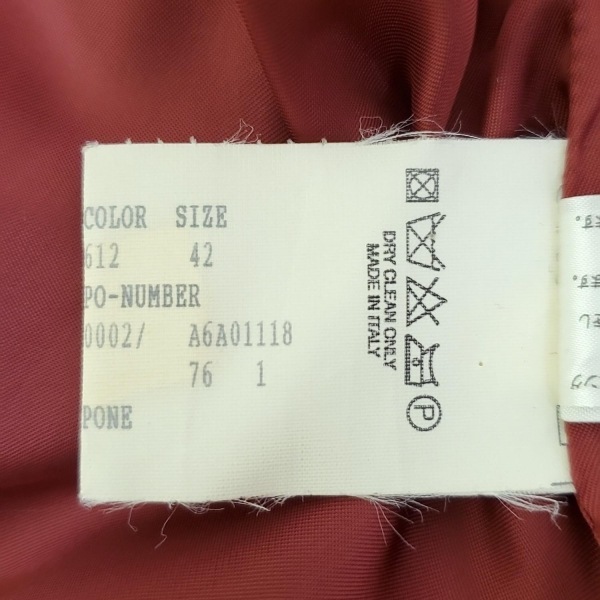 COLOR SIZE
612 42
PO-NUMBER
0002/ A6A01118
76 1
PONE
DRY CLEAN ONLY
MADE IN ITALY
P